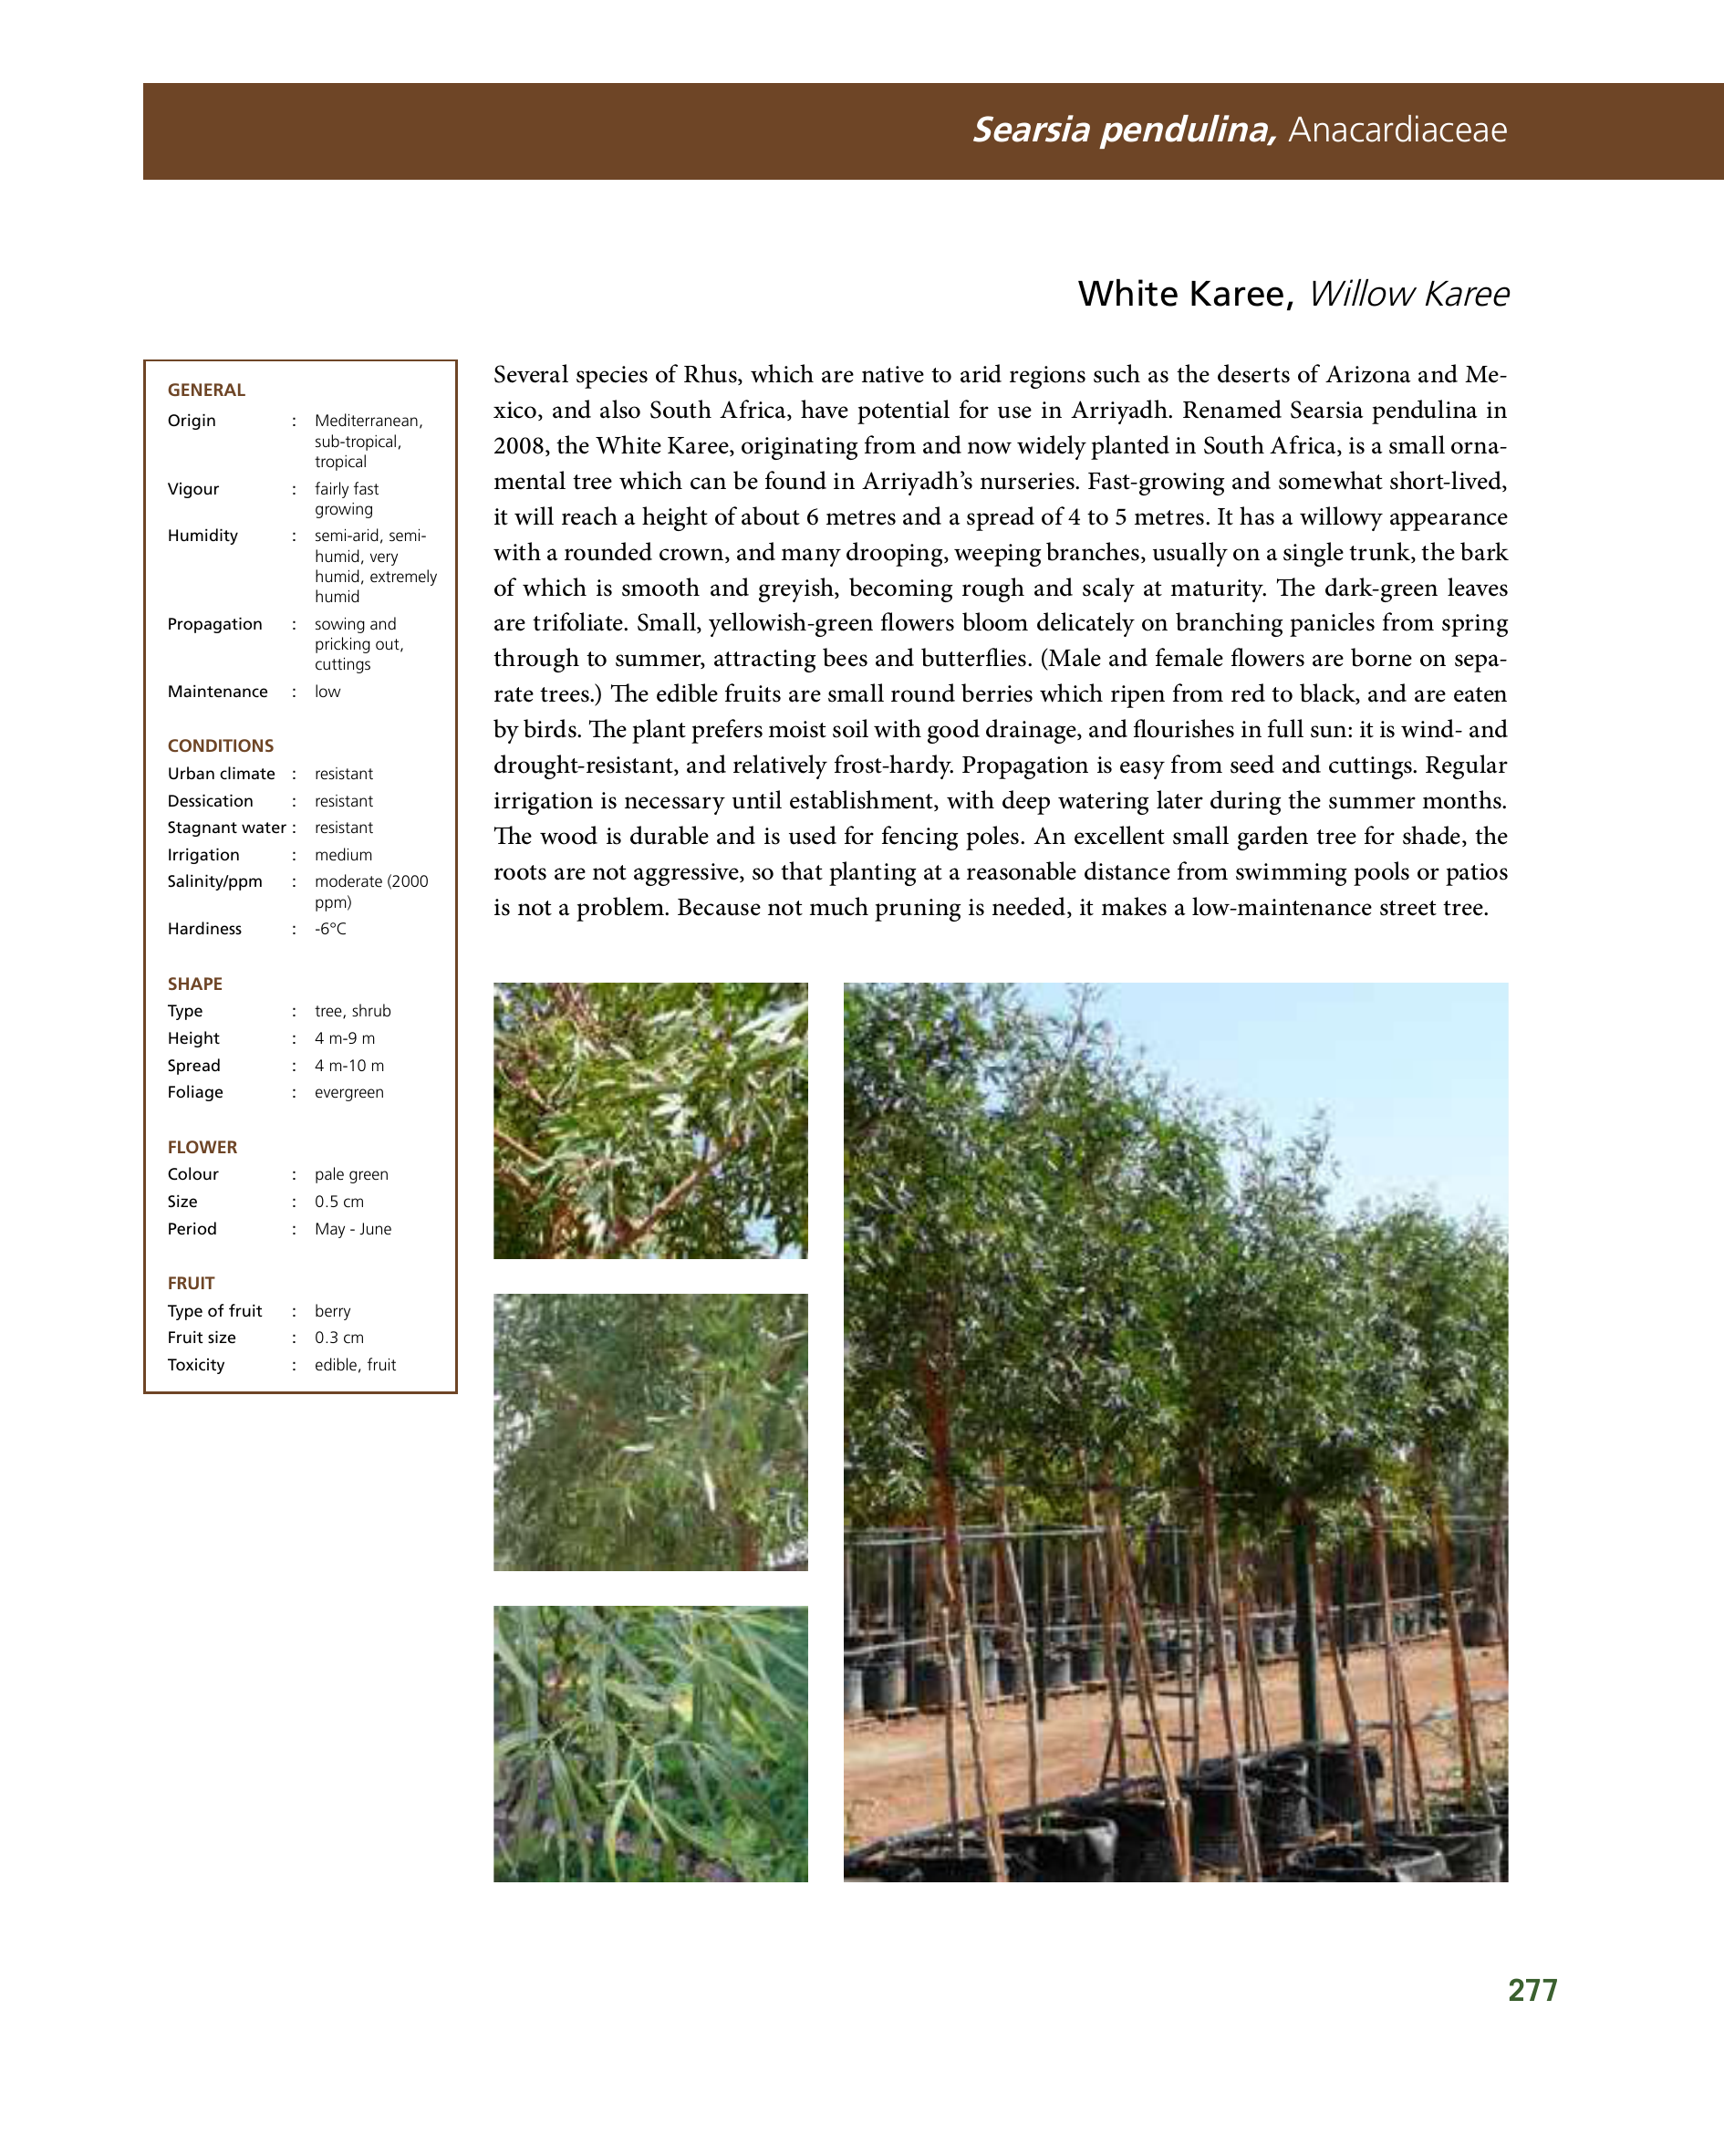 Searsia pendulina, Anacardiaceae
White Karee, Willow Karee
GENERAL
Origin : Mediterranean,
sub-tropical,
tropical
Vigour : fairly fast
growing
Humidity : semi-arid, semi-
humid, very
humid, extremely
humid
Propagation : sowing and
pricking out,
cuttings
Maintenance : low
CONDITIONS
Urban climate : resistant
Dessication : resistant
Stagnant water : resistant
Irrigation : medium
Salinity/ppm : moderate (2000
ppm)
Hardiness : -6°C
SHAPE
Type : tree, shrub
Height : 4 m-9 m
Spread : 4 m-10 m
Foliage : evergreen
FLOWER
Colour : pale green
Size : 0.5 cm
Period : May - June
FRUIT
Type of fruit : berry
Fruit size : 0.3 cm
Toxicity : edible, fruit
Several species of Rhus, which are native to arid regions such as the deserts of Arizona and Me-
xico, and also South Africa, have potential for use in Arriyadh. Renamed Searsia pendulina in
2008, the White Karee, originating from and now widely planted in South Africa, is a small orna-
mental tree which can be found in Arriyadh’s nurseries. Fast-growing and somewhat short-lived,
it will reach a height of about 6 metres and a spread of 4 to 5 metres. It has a willowy appearance
with a rounded crown, and many drooping, weeping branches, usually on a single trunk, the bark
of which is smooth and greyish, becoming rough and scaly at maturity. The dark-green leaves
are trifoliate. Small, yellowish-green flowers bloom delicately on branching panicles from spring
through to summer, attracting bees and butterflies. (Male and female flowers are borne on sepa-
rate trees.) The edible fruits are small round berries which ripen from red to black, and are eaten
by birds. The plant prefers moist soil with good drainage, and flourishes in full sun: it is wind- and
drought-resistant, and relatively frost-hardy. Propagation is easy from seed and cuttings. Regular
irrigation is necessary until establishment, with deep watering later during the summer months.
The wood is durable and is used for fencing poles. An excellent small garden tree for shade, the
roots are not aggressive, so that planting at a reasonable distance from swimming pools or patios
is not a problem. Because not much pruning is needed, it makes a low-maintenance street tree.
277